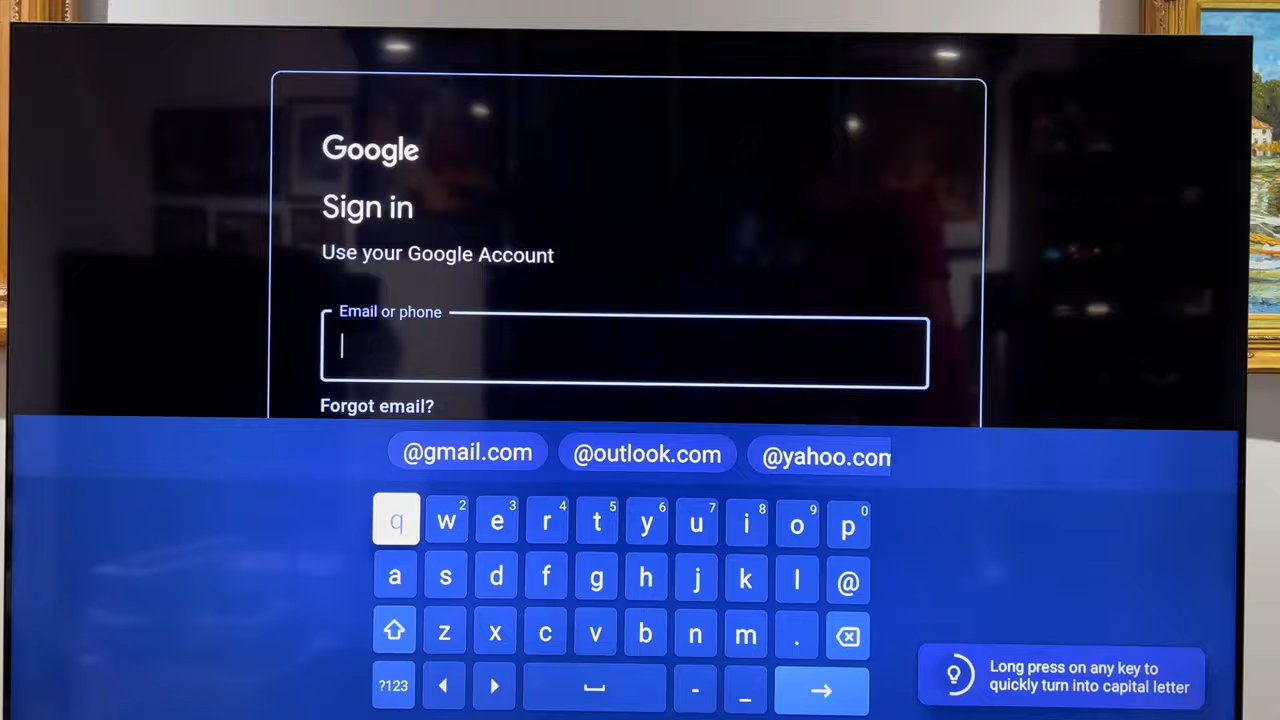 Google
Sign in
Use your Google Account
Email or phone
Forgot email?
@gmail.com @outlook.com @yahoo.com
q w 2 e 3 r 4 t 5 y 6 u 7 i 8 o 9 p 0
a s d f g h j k l @
z x c v b n m .
?123 - _
Long press on any key to
quickly turn into capital letter